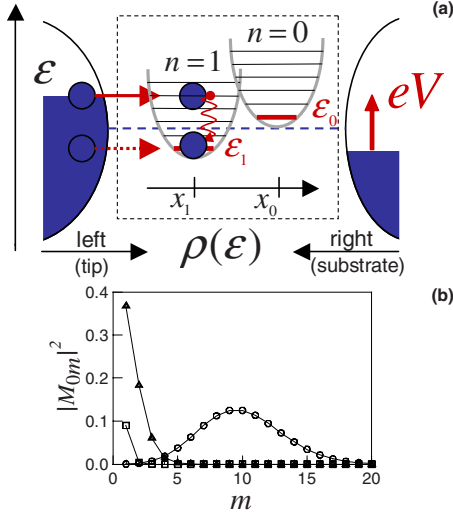 (a)
n = 0
n = 1
ε
eV
ε₀
ε₁
x₁
x₀
left
(tip)
ρ(ε)
right
(substrate)
(b)
0.4
0.3
0.2
0.1
0.0
|M₀ₘ|²
0 5 10 15 20
m